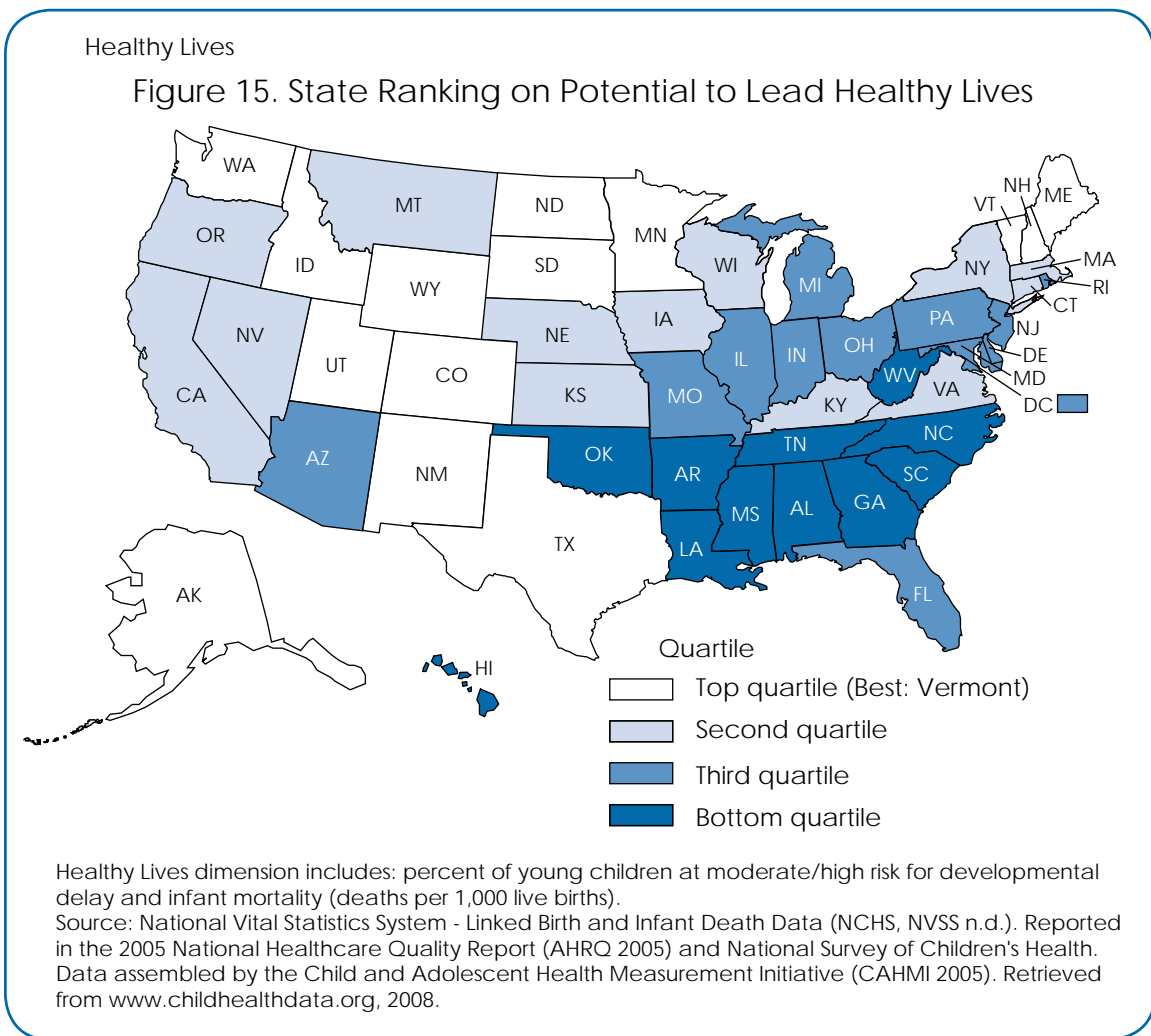 Healthy Lives
Figure 15. State Ranking on Potential to Lead Healthy Lives
WA
MT
ND
MN
VT
NH
ME
OR
ID
SD
WI
NY
MA
WY
MI
RI
CT
NV
NE
IA
PA
NJ
UT
CO
IL
IN
OH
DE
CA
KS
MO
WV
VA
MD
KY
DC
AZ
NM
OK
AR
TN
NC
SC
MS
AL
GA
TX
LA
FL
AK
HI
Quartile
Top quartile (Best: Vermont)
Second quartile
Third quartile
Bottom quartile
Healthy Lives dimension includes: percent of young children at moderate/high risk for developmental
delay and infant mortality (deaths per 1,000 live births).
Source: National Vital Statistics System - Linked Birth and Infant Death Data (NCHS, NVSS n.d.). Reported
in the 2005 National Healthcare Quality Report (AHRQ 2005) and National Survey of Children's Health.
Data assembled by the Child and Adolescent Health Measurement Initiative (CAHMI 2005). Retrieved
from www.childhealthdata.org, 2008.